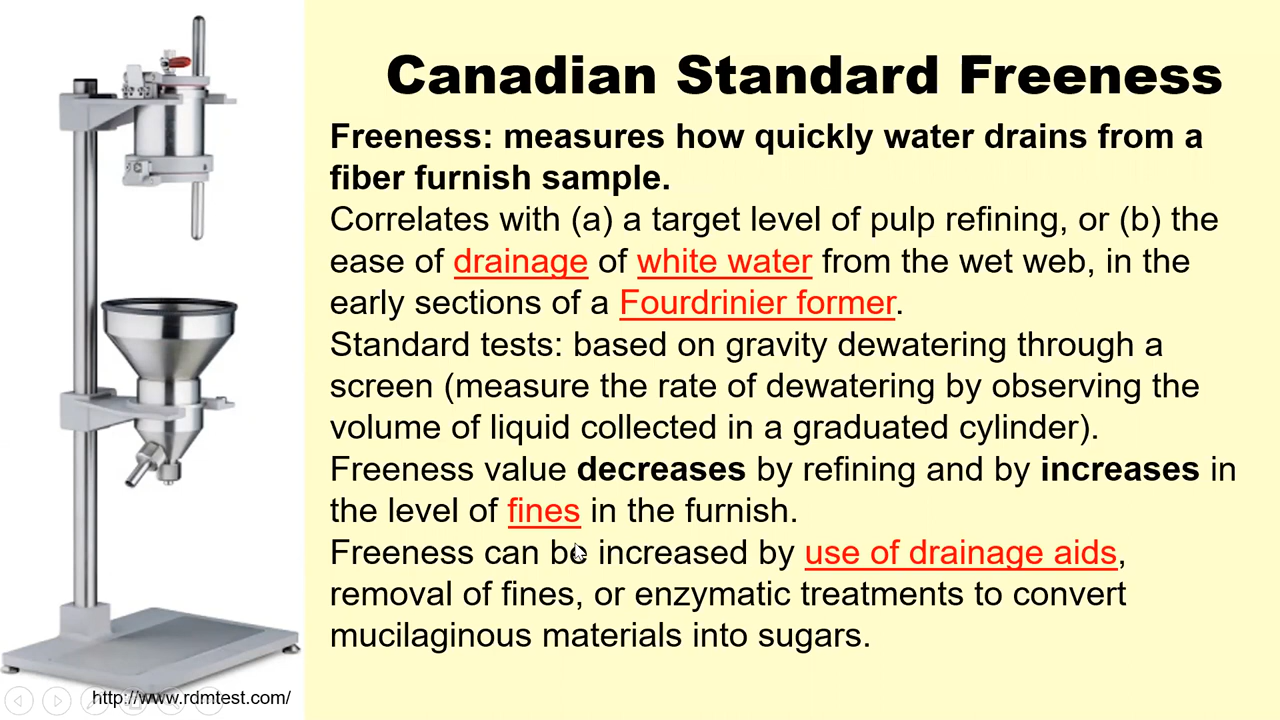 Canadian Standard Freeness
Freeness: measures how quickly water drains from a
fiber furnish sample.
Correlates with (a) a target level of pulp refining, or (b) the
ease of drainage of white water from the wet web, in the
early sections of a Fourdrinier former.
Standard tests: based on gravity dewatering through a
screen (measure the rate of dewatering by observing the
volume of liquid collected in a graduated cylinder).
Freeness value decreases by refining and by increases in
the level of fines in the furnish.
Freeness can be increased by use of drainage aids,
removal of fines, or enzymatic treatments to convert
mucilaginous materials into sugars.
http://www.rdmtest.com/